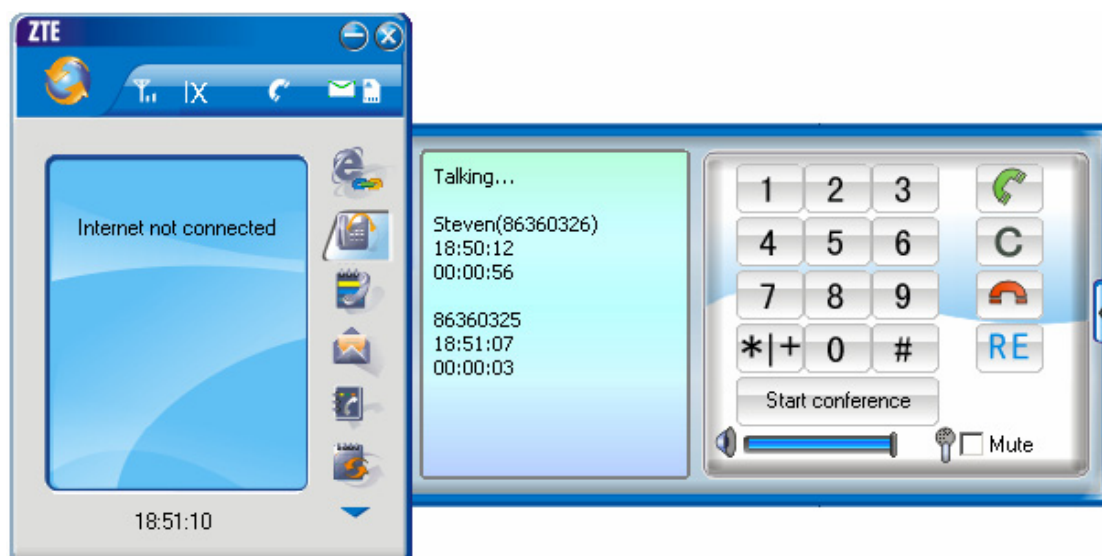 ZTE
1X
Internet not connected
18:51:10
Talking...
Steven(86360326)
18:50:12
00:00:56
86360325
18:51:07
00:00:03
1 2 3
4 5 6 C
7 8 9
*|+ 0 # RE
Start conference
Mute